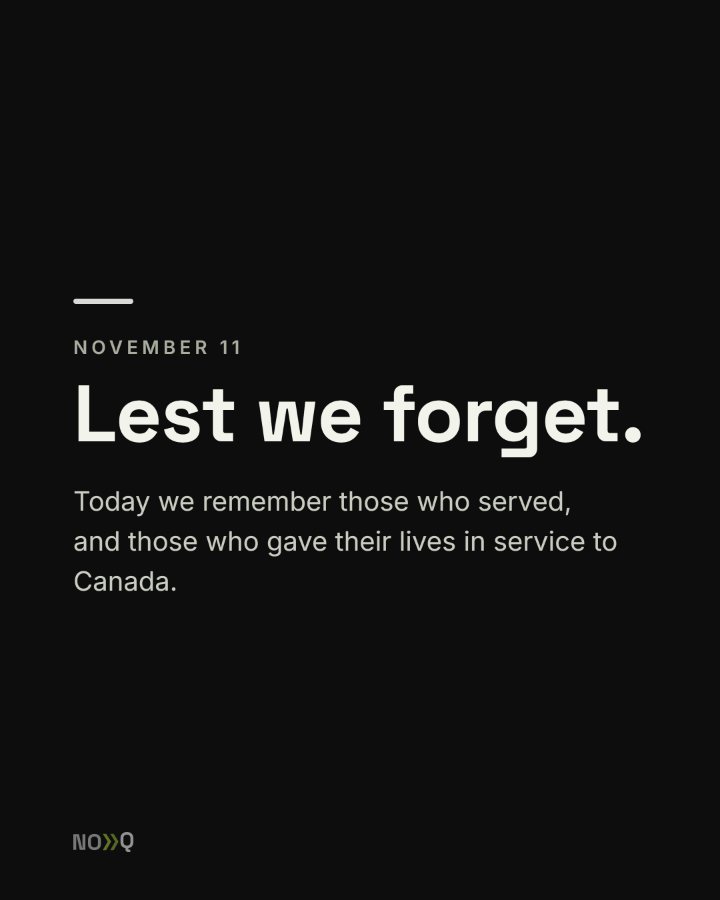 NOVEMBER 11
Lest we forget.
Today we remember those who served,
and those who gave their lives in service to
Canada.
NO»Q